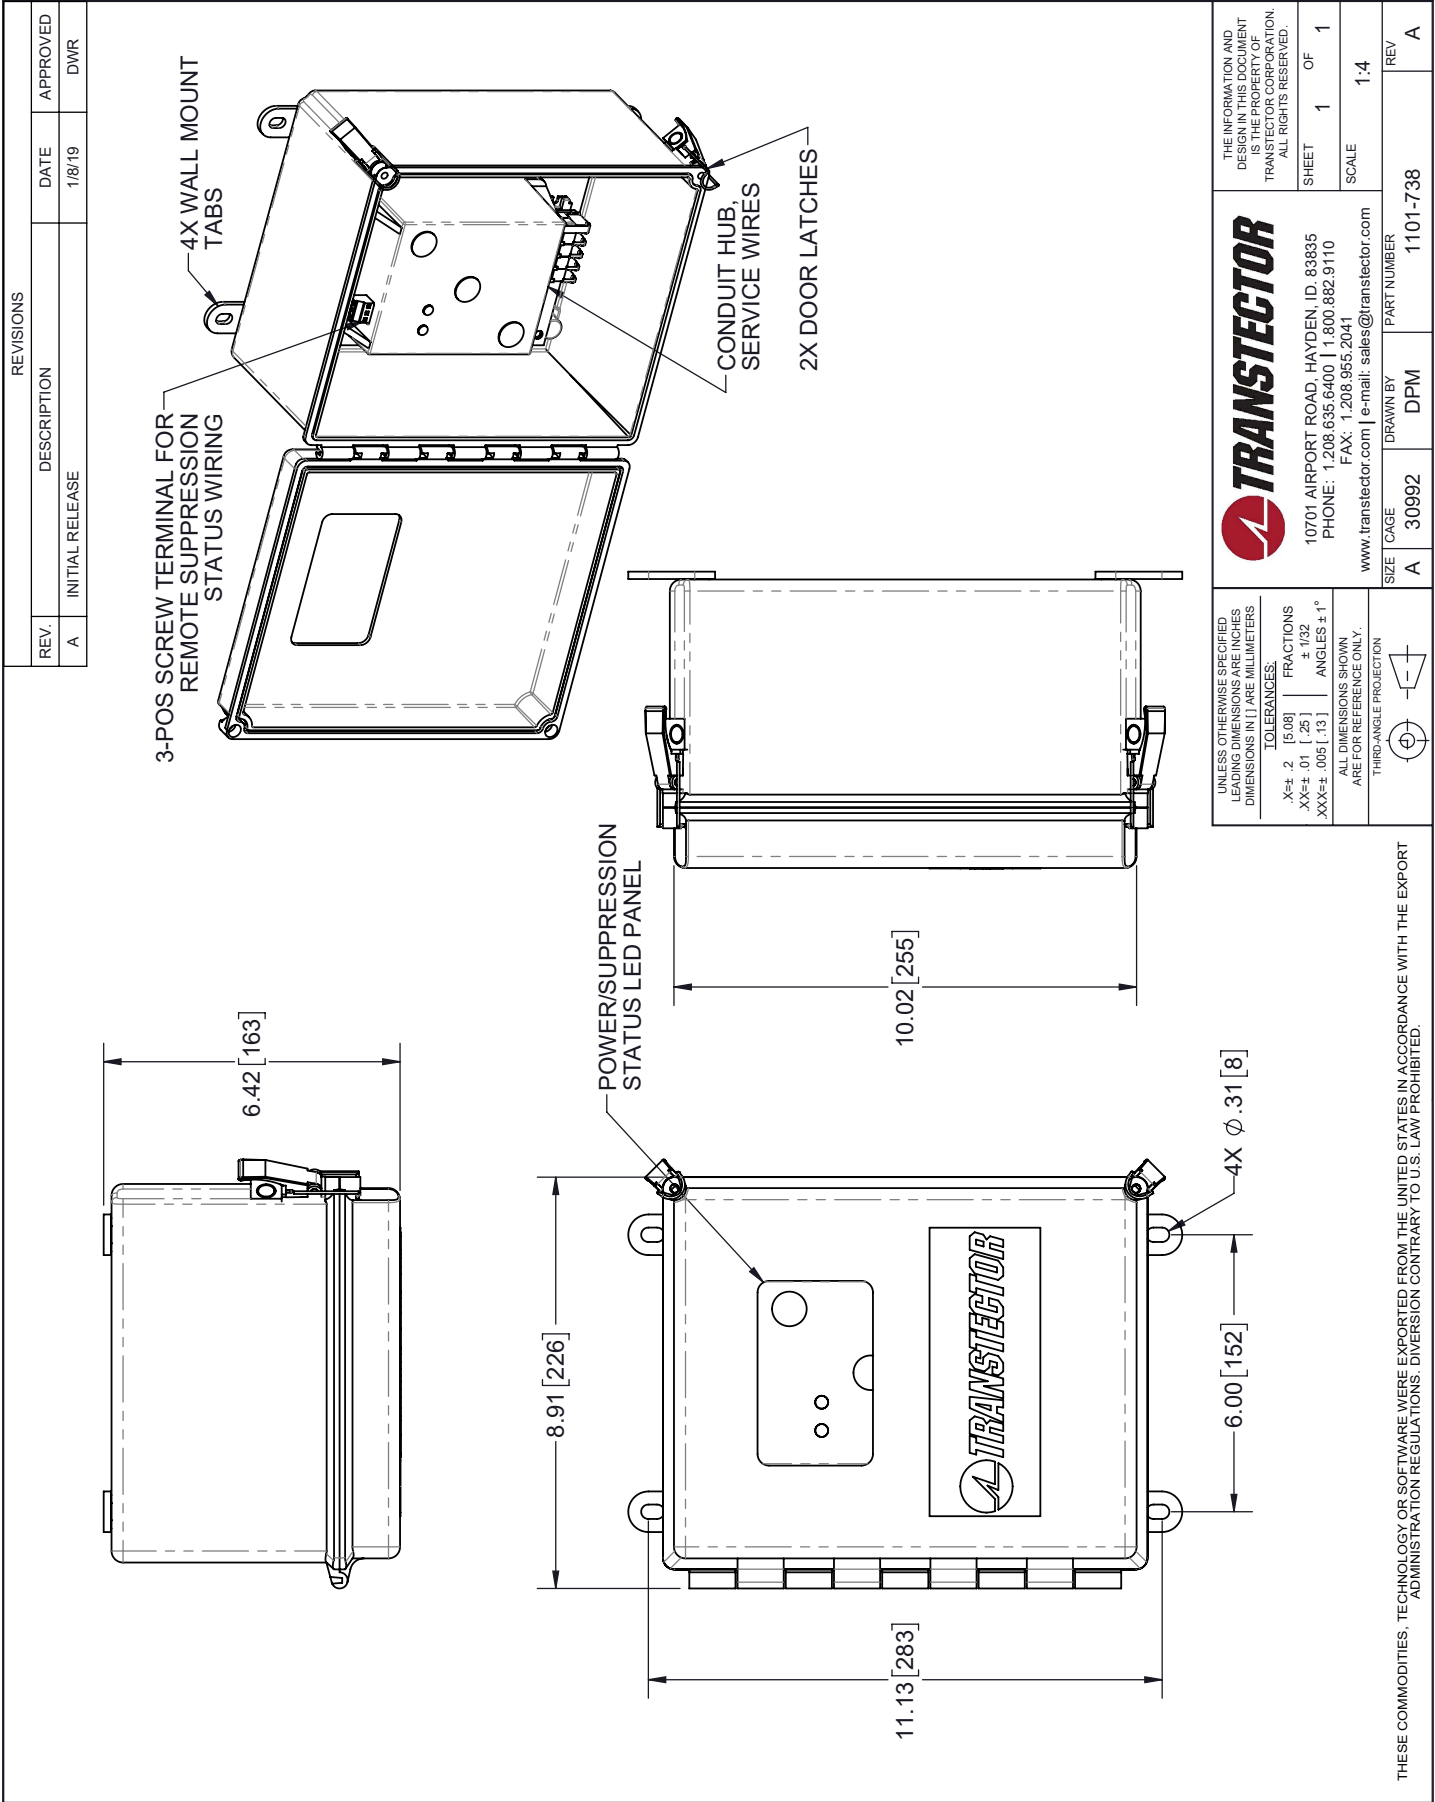 REVISIONS
REV. DESCRIPTION DATE APPROVED
A INITIAL RELEASE 1/8/19 DWR
6.42 [163]
3-POS SCREW TERMINAL FOR
REMOTE SUPPRESSION
STATUS WIRING
4X WALL MOUNT
TABS
CONDUIT HUB,
SERVICE WIRES
2X DOOR LATCHES
8.91 [226]
POWER/SUPPRESSION
STATUS LED PANEL
TRANSTECTOR
11.13 [283]
10.02 [255]
6.00 [152]
4X Ø .31 [8]
UNLESS OTHERWISE SPECIFIED
LEADING DIMENSIONS ARE INCHES
DIMENSIONS IN [ ] ARE MILLIMETERS
TOLERANCES:
.X=± .2 [5.08] FRACTIONS
.XX=± .01 [.25 ] ± 1/32
.XXX=± .005 [.13 ] ANGLES ± 1°
ALL DIMENSIONS SHOWN
ARE FOR REFERENCE ONLY.
THIRD-ANGLE PROJECTION
TRANSTECTOR
10701 AIRPORT ROAD, HAYDEN, ID. 83835
PHONE: 1.208.635.6400 | 1.800.882.9110
FAX: 1.208.955.2041
www.transtector.com | e-mail: sales@transtector.com
THE INFORMATION AND
DESIGN IN THIS DOCUMENT
IS THE PROPERTY OF
TRANSTECTOR CORPORATION.
ALL RIGHTS RESERVED.
SHEET 1 OF 1
SCALE 1:4
SIZE A
CAGE 30992
DRAWN BY DPM
PART NUMBER 1101-738
REV A
THESE COMMODITIES, TECHNOLOGY OR SOFTWARE WERE EXPORTED FROM THE UNITED STATES IN ACCORDANCE WITH THE EXPORT
ADMINISTRATION REGULATIONS. DIVERSION CONTRARY TO U.S. LAW PROHIBITED.